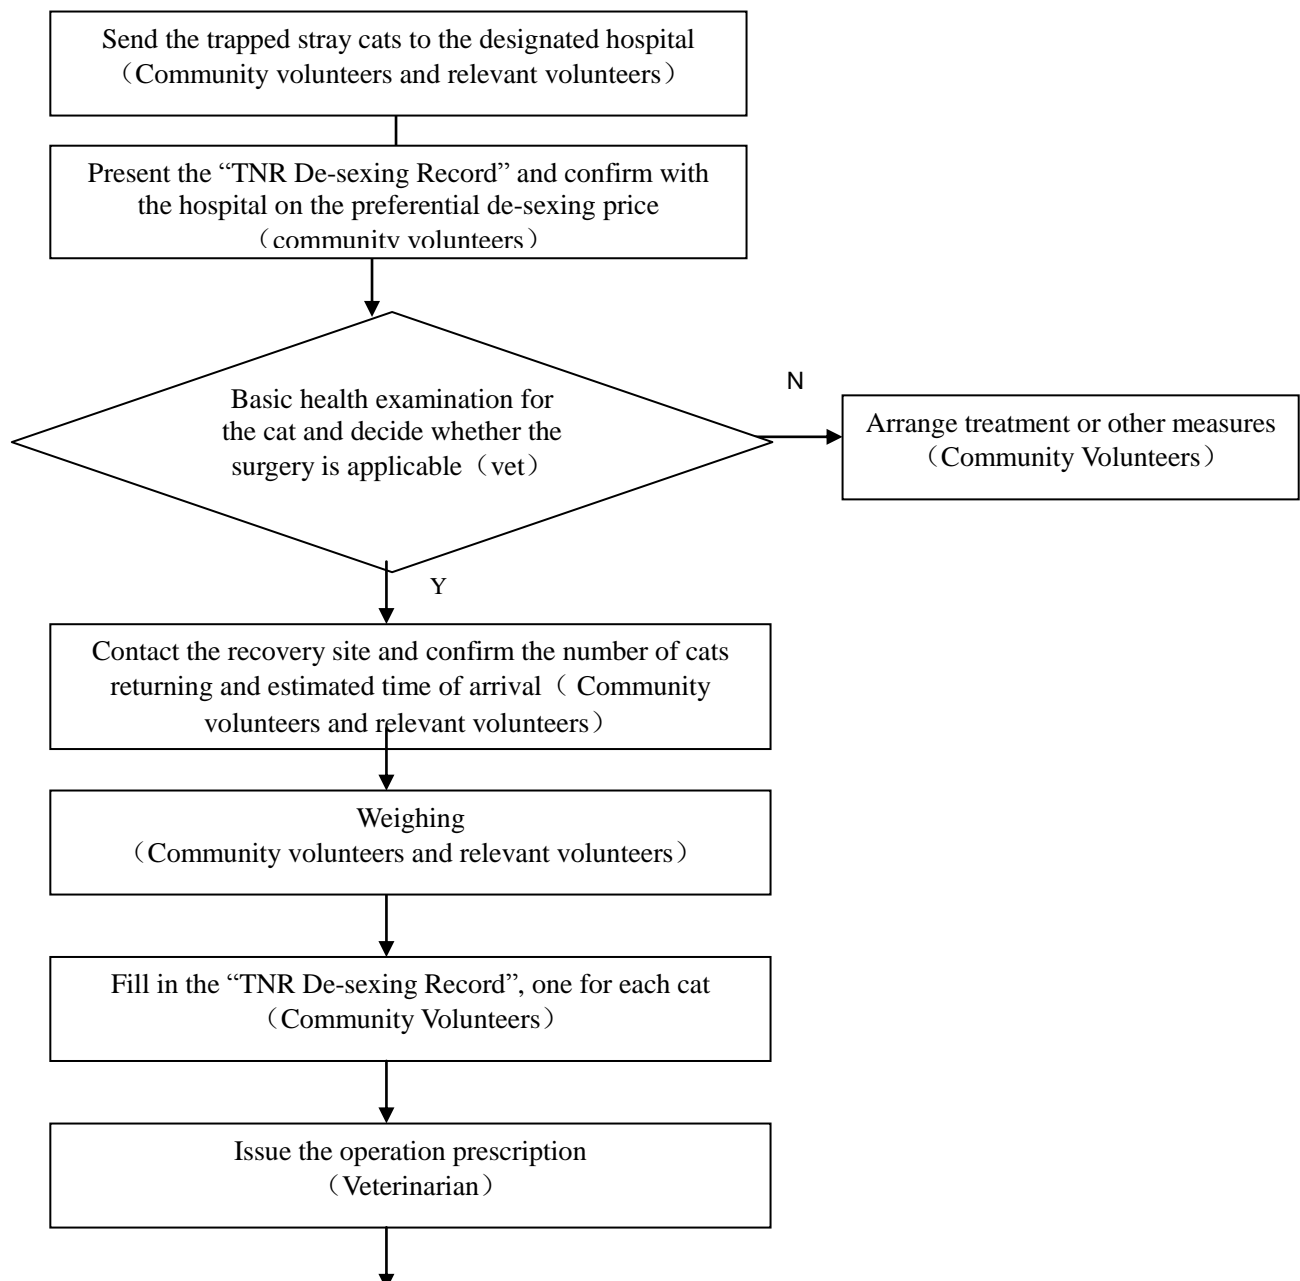 Send the trapped stray cats to the designated hospital
（Community volunteers and relevant volunteers）
Present the “TNR De-sexing Record” and confirm with
the hospital on the preferential de-sexing price
（community volunteers）
Basic health examination for
the cat and decide whether the
surgery is applicable（vet）
N
Arrange treatment or other measures
（Community Volunteers）
Y
Contact the recovery site and confirm the number of cats
returning and estimated time of arrival（ Community
volunteers and relevant volunteers）
Weighing
（Community volunteers and relevant volunteers）
Fill in the “TNR De-sexing Record”, one for each cat
（Community Volunteers）
Issue the operation prescription
（Veterinarian）